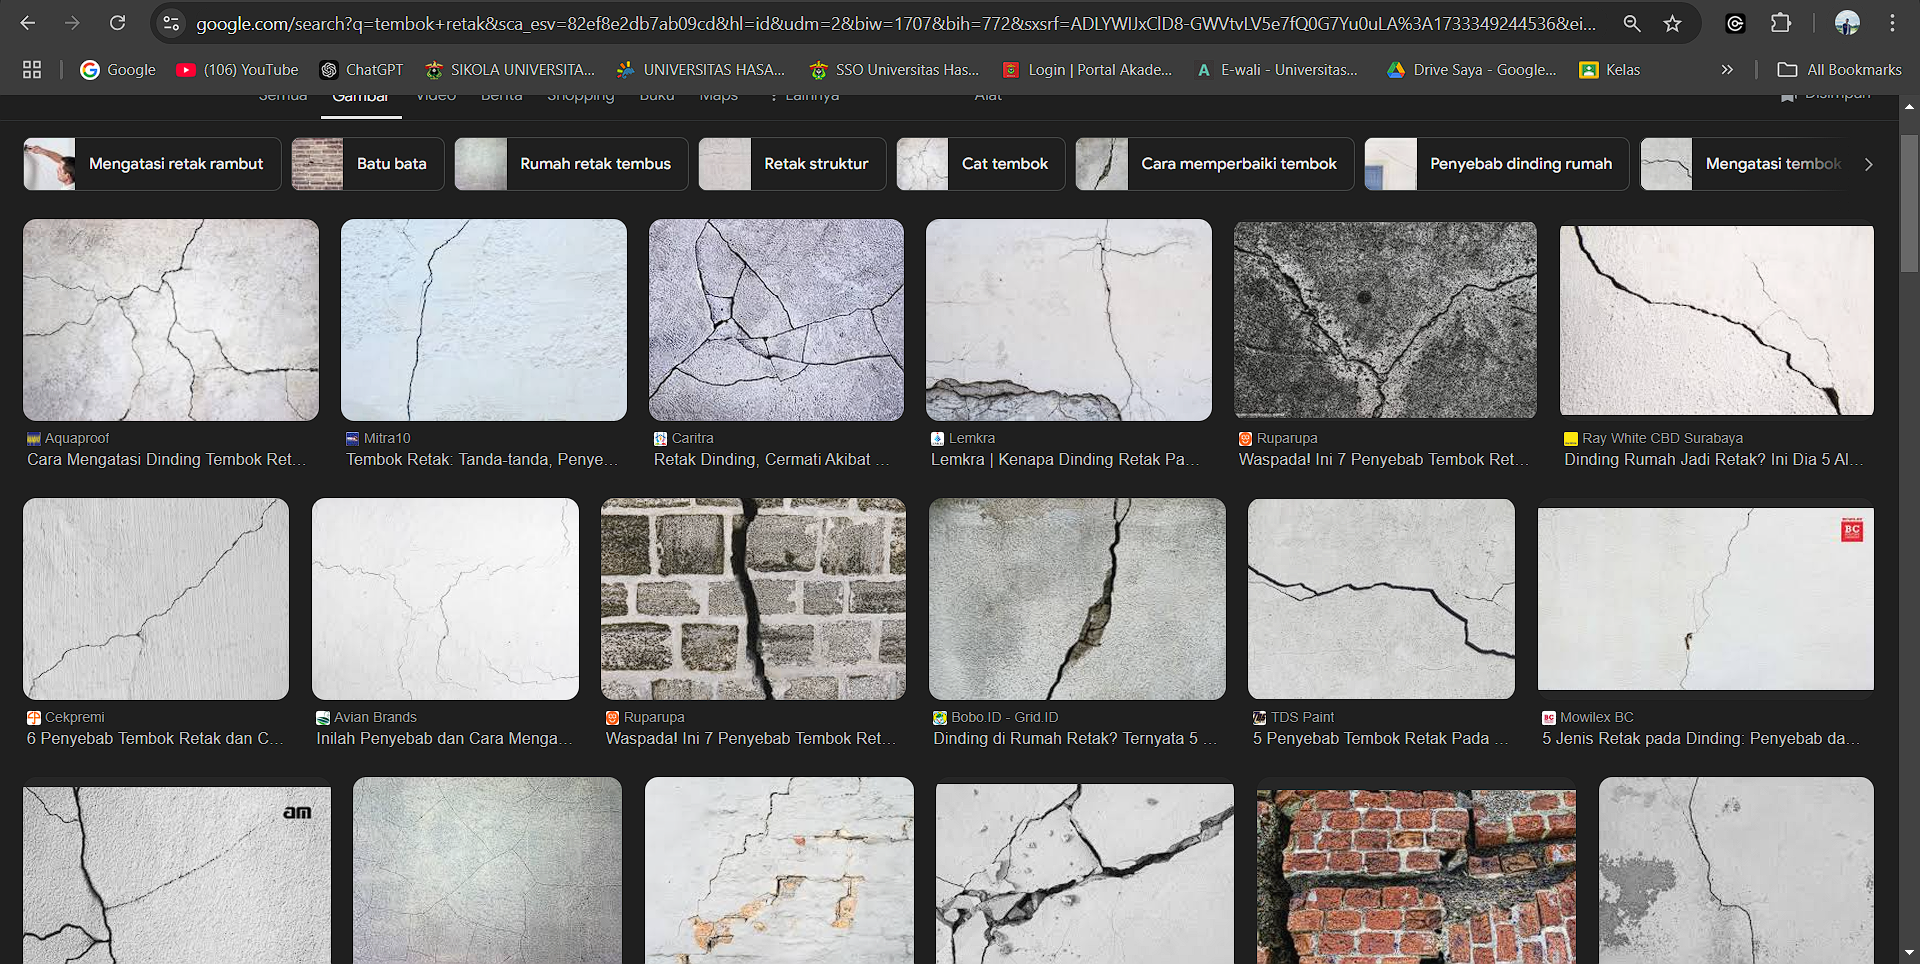 google.com/search?q=tembok+retak&sca_esv=82ef8e2db7ab09cd&hl=id&udm=2&biw=1707&bih=772&sxsrf=ADLYWIJxClD8-GWVtvLV5e7fQ0G7Yu0uLA%3A1733349244536&ei...
Google (106) YouTube ChatGPT SIKOLA UNIVERSITA... UNIVERSITAS HASA... SSO Universitas Has... Login | Portal Akade... E-wali - Universitas... Drive Saya - Google... Kelas » All Bookmarks
Semua Gambar Video Berita Shopping Buku Maps Lainnya Alat Disimpan
Mengatasi retak rambut Batu bata Rumah retak tembus Retak struktur Cat tembok Cara memperbaiki tembok Penyebab dinding rumah Mengatasi tembok
Aquaproof Mitra10 Caritra Lemkra Ruparupa Ray White CBD Surabaya
Cara Mengatasi Dinding Tembok Ret... Tembok Retak: Tanda-tanda, Penye... Retak Dinding, Cermati Akibat ... Lemkra | Kenapa Dinding Retak Pa... Waspada! Ini 7 Penyebab Tembok Ret... Dinding Rumah Jadi Retak? Ini Dia 5 Al...
BC
Cekpremi Avian Brands Ruparupa Bobo.ID - Grid.ID TDS Paint Mowilex BC
6 Penyebab Tembok Retak dan C... Inilah Penyebab dan Cara Menga... Waspada! Ini 7 Penyebab Tembok Ret... Dinding di Rumah Retak? Ternyata 5 ... 5 Penyebab Tembok Retak Pada ... 5 Jenis Retak pada Dinding: Penyebab da...
am